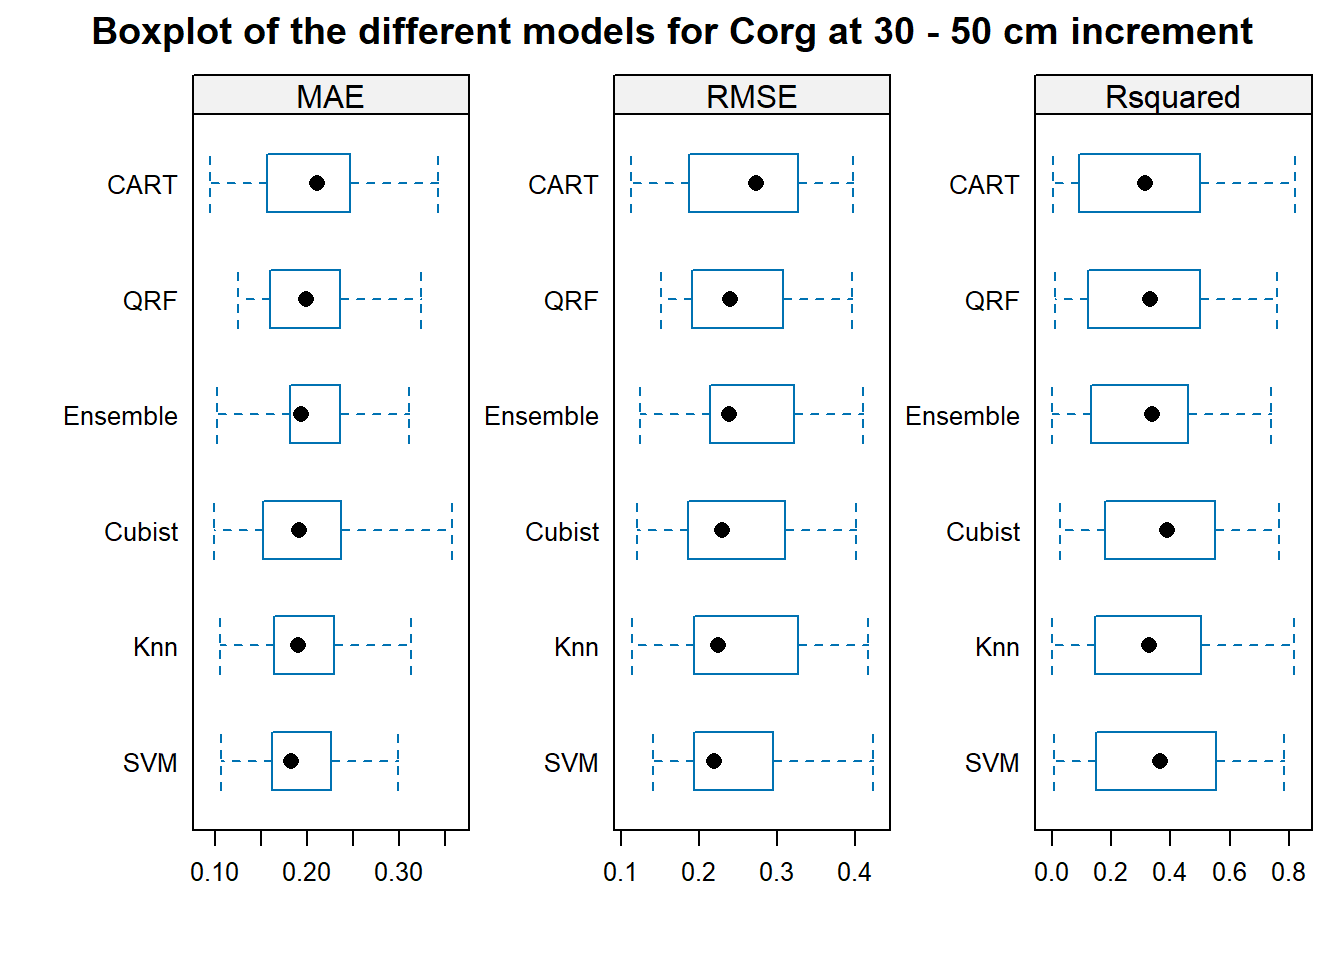 Boxplot of the different models for Corg at 30 - 50 cm increment
MAE
RMSE
Rsquared
CART
CART
CART
QRF
QRF
QRF
Ensemble
Ensemble
Ensemble
Cubist
Cubist
Cubist
Knn
Knn
Knn
SVM
SVM
SVM
0.10 0.20 0.30
0.1 0.2 0.3 0.4
0.0 0.2 0.4 0.6 0.8